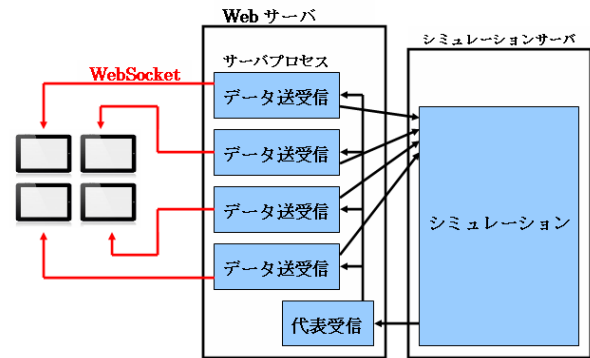 Web サーバ
シミュレーションサーバ
サーバプロセス
WebSocket
データ送受信
データ送受信
データ送受信
データ送受信
シミュレーション
代表受信